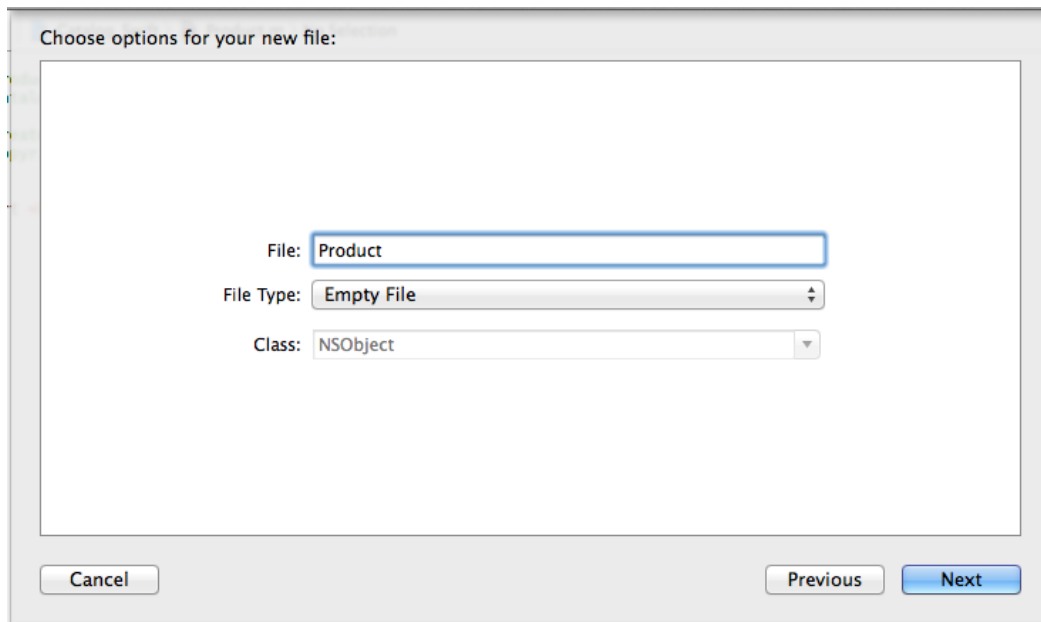 Choose options for your new file:
File: Product
File Type: Empty File
Class: NSObject
Cancel Previous Next